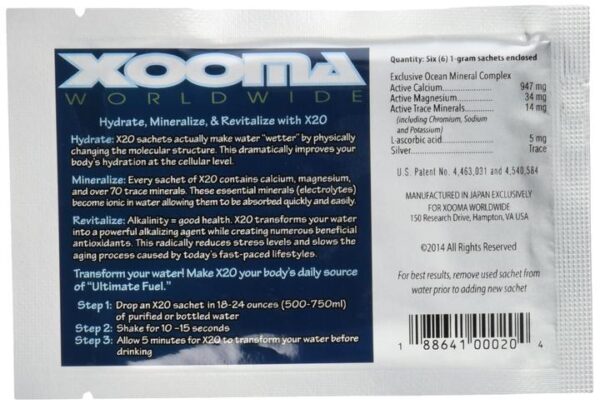 XOOMA
WORLDWIDE
Hydrate, Mineralize, & Revitalize with X20
Hydrate: X20 sachets actually make water "wetter" by physically
changing the molecular structure. This dramatically improves your
body's hydration at the cellular level.
Mineralize: Every sachet of X20 contains calcium, magnesium,
and over 70 trace minerals. These essential minerals (electrolytes)
become ionic in water allowing them to be absorbed quickly and easily.
Revitalize: Alkalinity = good health. X20 transforms your water
into a powerful alkalizing agent while creating numerous beneficial
antioxidants. This radically reduces stress levels and slows the
aging process caused by today's fast-paced lifestyles.
Transform your water! Make X20 your body's daily source
of "Ultimate Fuel."
Step 1: Drop an X20 sachet in 18-24 ounces (500-750ml)
of purified or bottled water
Step 2: Shake for 10 -15 seconds
Step 3: Allow 5 minutes for X20 to transform your water before
drinking
Quantity: Six (6) 1-gram sachets enclosed
Exclusive Ocean Mineral Complex
Active Calcium 947 mg
Active Magnesium 34 mg
Active Trace Minerals 14 mg
(including Chromium, Sodium
and Potassium)
L-ascorbic acid 5 mg
Silver Trace
U.S. Patent No. 4,463,031 and 4,540,584
MANUFACTURED IN JAPAN EXCLUSIVELY
FOR XOOMA WORLDWIDE
150 Research Drive, Hampton, VA USA
©2014 All Rights Reserved
For best results, remove used sachet from
water prior to adding new sachet
1 88641 00020 4